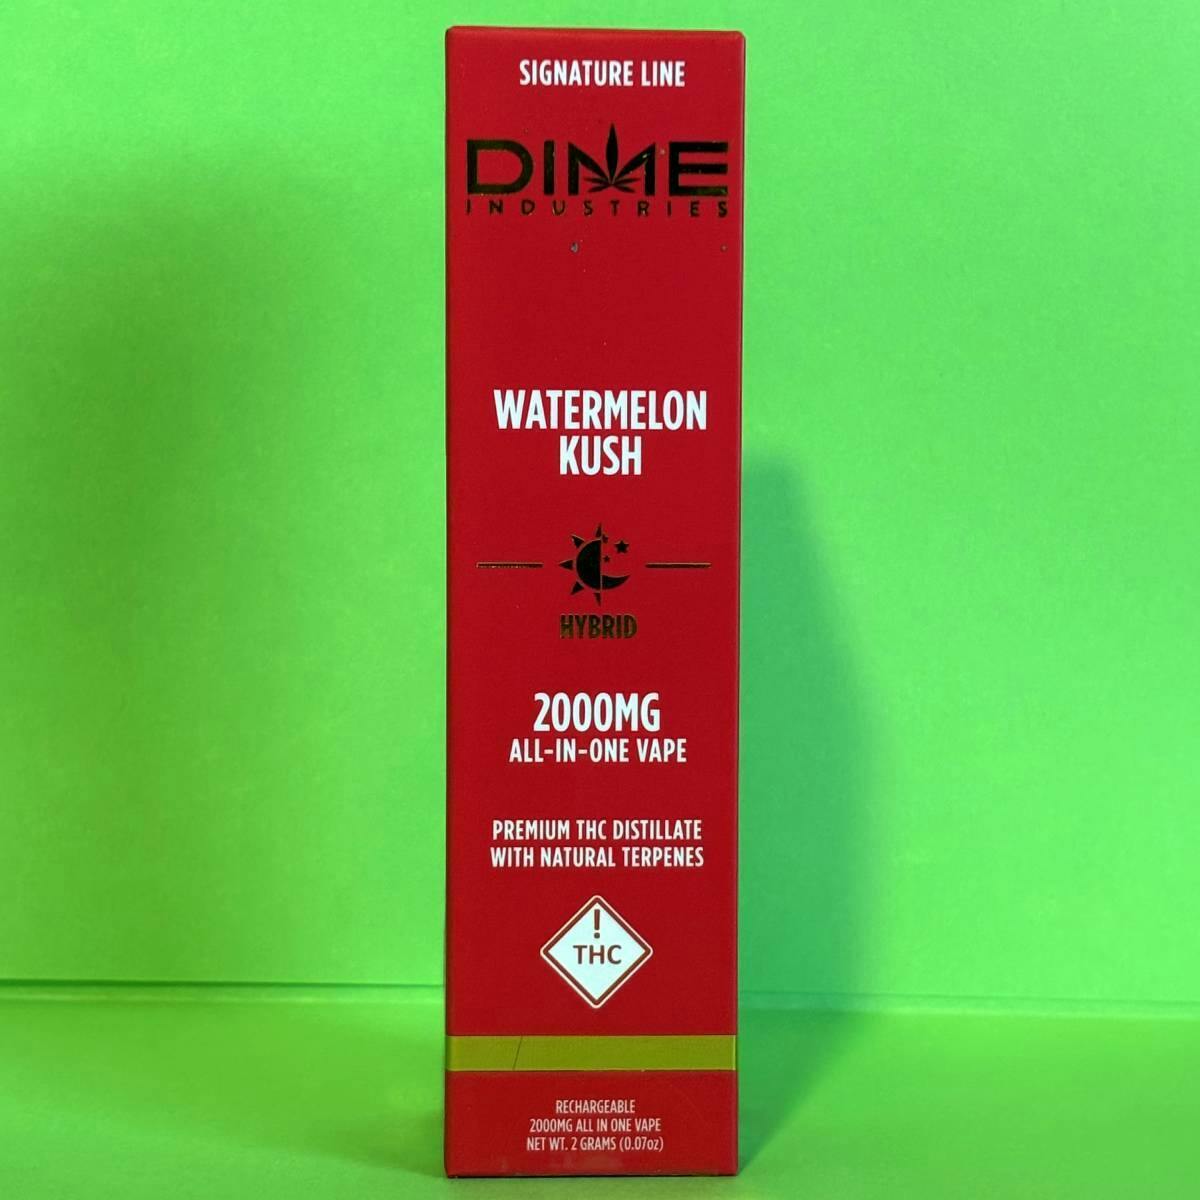 SIGNATURE LINE
DIME
INDUSTRIES
WATERMELON
KUSH
HYBRID
2000MG
ALL-IN-ONE VAPE
PREMIUM THC DISTILLATE
WITH NATURAL TERPENES
!
THC
RECHARGEABLE
2000MG ALL IN ONE VAPE
NET WT. 2 GRAMS (0.07oz)